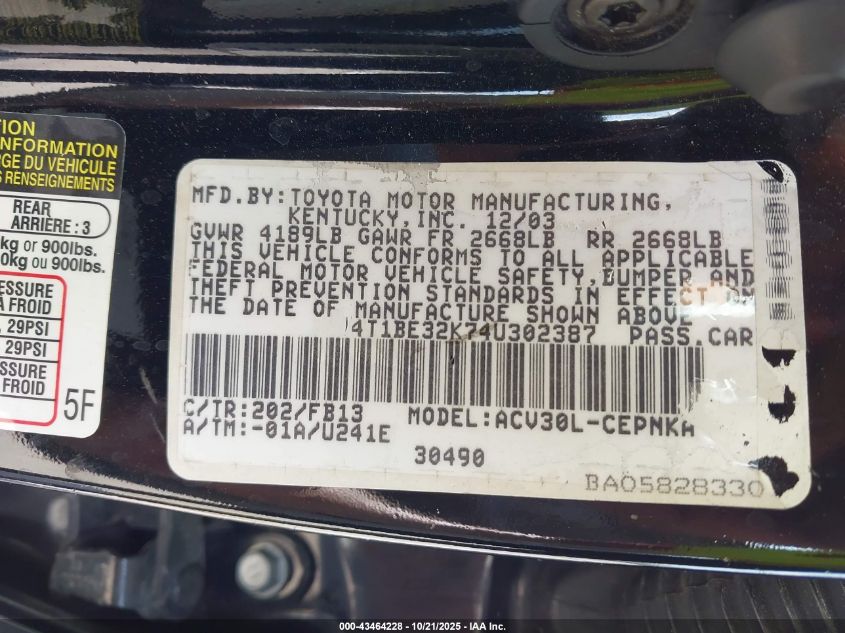 TION
INFORMATION
RGE DU VÉHICULE
S RENSEIGNEMENTS
REAR
ARRIÈRE : 3
kg or 900lbs.
0kg ou 900lbs.
ESSURE
À FROID
29PSI
29PSI
ESSURE
FROID
5F
MFD.BY:TOYOTA MOTOR MANUFACTURING,
KENTUCKY,INC. 12/03
GVWR 4189LB GAWR FR 2668LB RR 2668LB
THIS VEHICLE CONFORMS TO ALL APPLICABLE
FEDERAL MOTOR VEHICLE SAFETY,BUMPER AND
THEFT PREVENTION STANDARDS IN EFFECT ON
THE DATE OF MANUFACTURE SHOWN ABOVE
4T1BE32K74U302387 PASS.CAR
C/TR:202/FB13 MODEL:ACV30L-CEPNKA
A/TM:-01A/U241E
30490
BA05828330
000-43464228 - 10/21/2025 - IAA Inc.